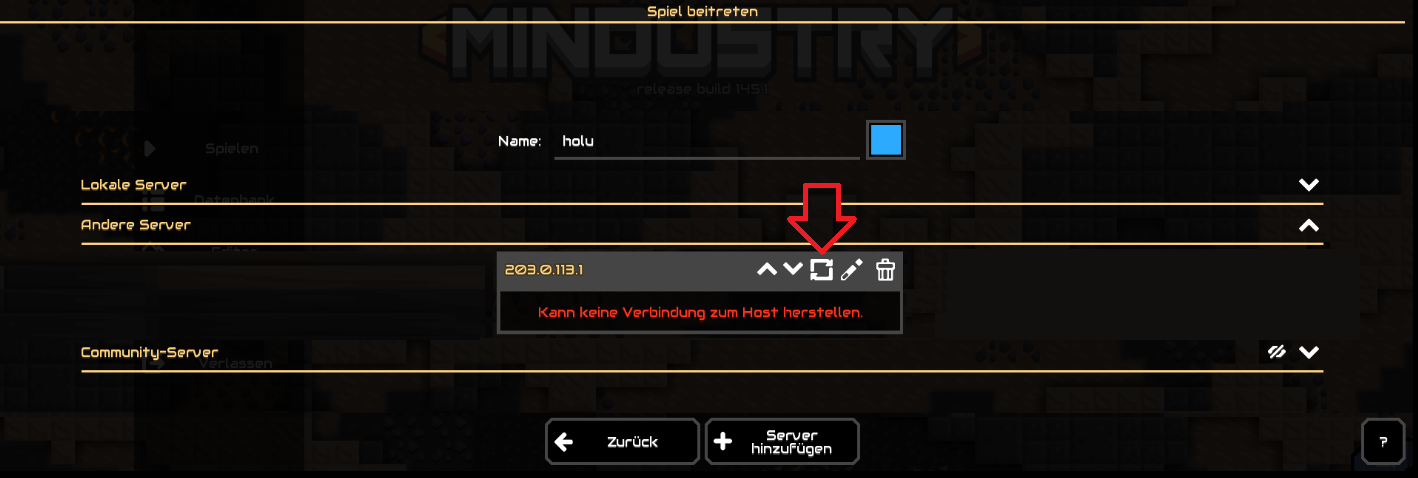 Spiel beitreten
MINDUSTRY
release build 145.1
Name: holu
Spielen
Lokale Server
Datenbank
Andere Server
Editor
203.0.113.1
Kann keine Verbindung zum Host herstellen.
Community-Server
Verlassen
Zurück
Server
hinzufügen
?